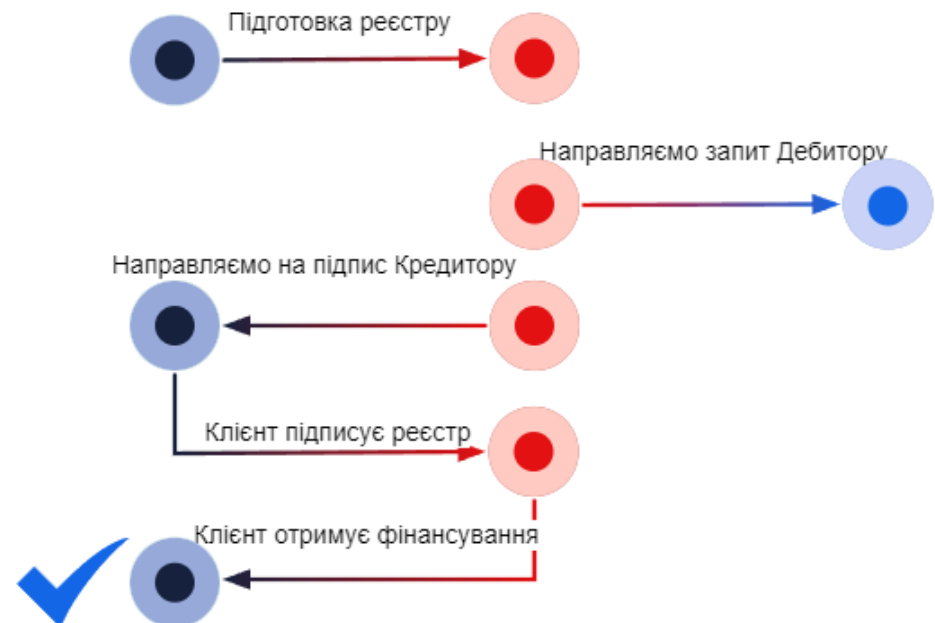 Підготовка реєстру
Направляємо запит Дебитору
Направляємо на підпис Кредитору
Клієнт підписує реєстр
Клієнт отримує фінансування